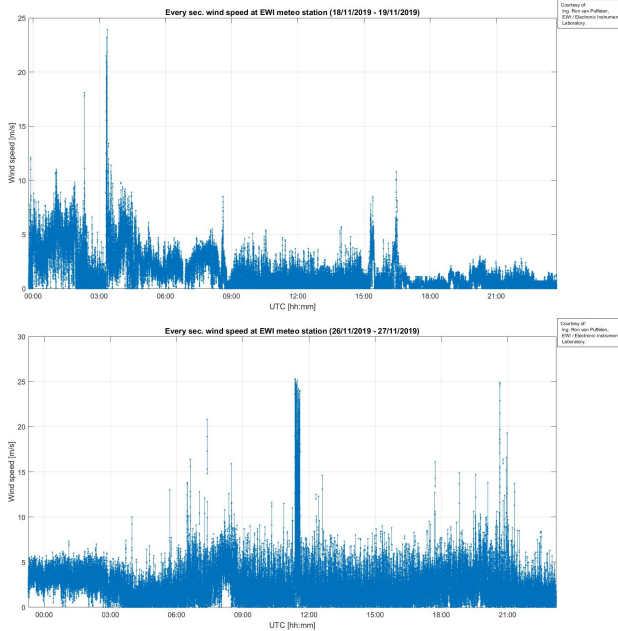 Every sec. wind speed at EWI meteo station (18/11/2019 - 19/11/2019)
Courtesy of:
Ing. Ron van Puffelen,
EWI / Electronic Instrumen
Laboratory.
25
20
15
10
5
0
Wind speed [m/s]
00:00 03:00 06:00 09:00 12:00 15:00 18:00 21:00
UTC [hh:mm]
Every sec. wind speed at EWI meteo station (26/11/2019 - 27/11/2019)
Courtesy of:
Ing. Ron van Puffelen,
EWI / Electronic Instrumen
Laboratory.
30
25
20
15
10
5
0
Wind speed [m/s]
00:00 03:00 06:00 09:00 12:00 15:00 18:00 21:00
UTC [hh:mm]